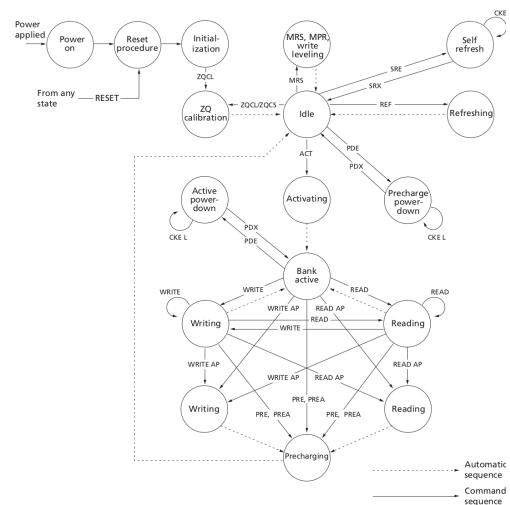 Power
applied
Power
on
Reset
procedure
Initial-
ization
MRS, MPR,
write
leveling
Self
refresh
CKE
SRE
SRX
From any
state
RESET
ZQCL
ZQ
calibration
ZQCL/ZQCS
MRS
Idle
REF
Refreshing
PDE
PDX
ACT
Activating
Precharge
power-
down
CKE L
Active
power-
down
CKE L
PDX
PDE
Bank
active
WRITE
READ
WRITE
READ
WRITE AP
READ AP
Writing
READ
WRITE
Reading
WRITE AP
READ AP
WRITE AP
READ AP
Writing
PRE, PREA
PRE, PREA
PRE, PREA
Reading
Precharging
Automatic
sequence
Command
sequence